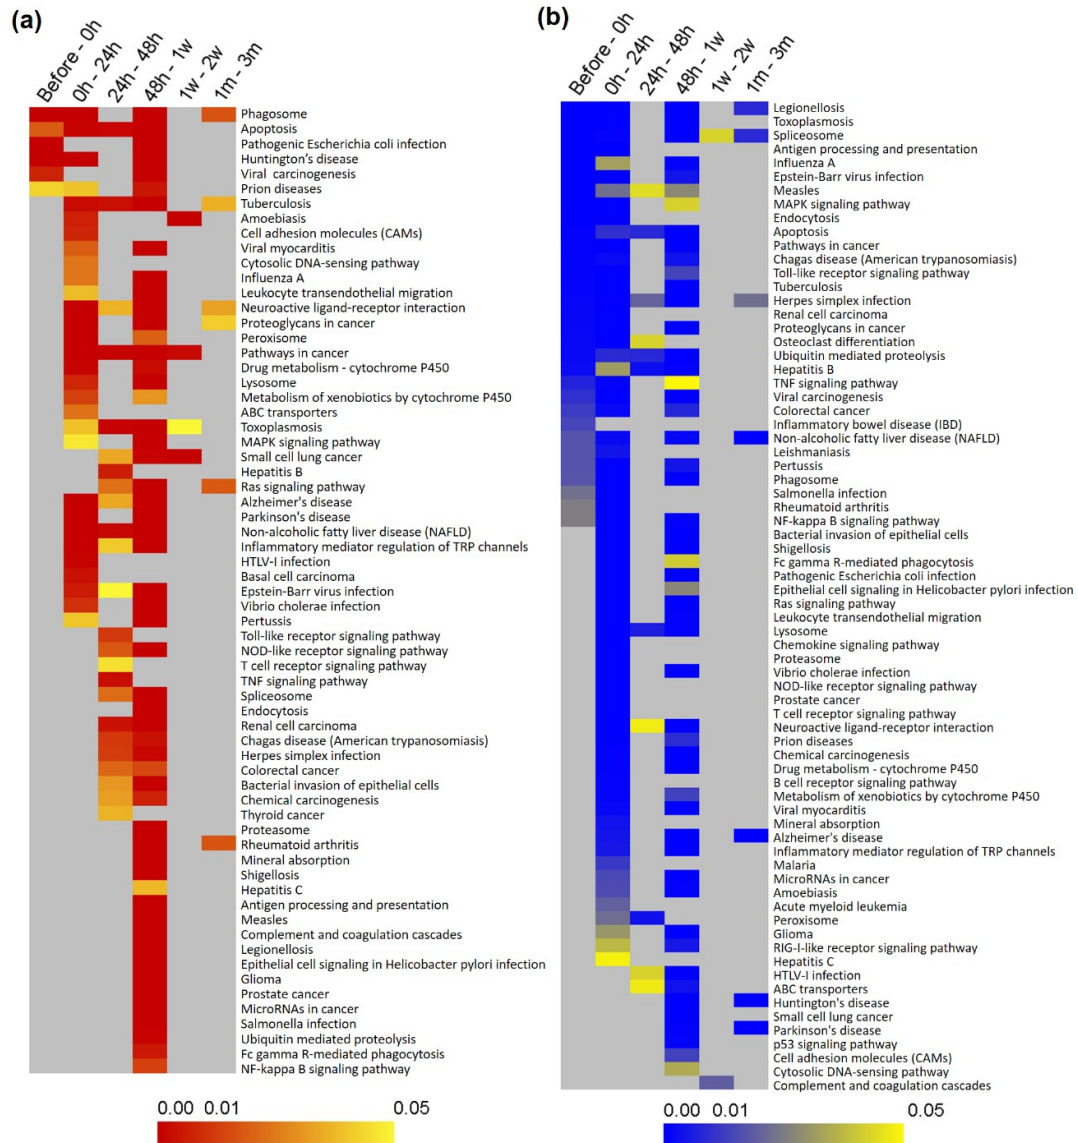 (a)
Before - 0h
0h - 24h
24h - 48h
48h - 1w
1w - 2w
1m - 3m
Phagosome
Apoptosis
Pathogenic Escherichia coli infection
Huntington's disease
Viral carcinogenesis
Prion diseases
Tuberculosis
Amoebiasis
Cell adhesion molecules (CAMs)
Viral myocarditis
Cytosolic DNA-sensing pathway
Influenza A
Leukocyte transendothelial migration
Neuroactive ligand-receptor interaction
Proteoglycans in cancer
Peroxisome
Pathways in cancer
Drug metabolism - cytochrome P450
Lysosome
Metabolism of xenobiotics by cytochrome P450
ABC transporters
Toxoplasmosis
MAPK signaling pathway
Small cell lung cancer
Hepatitis B
Ras signaling pathway
Alzheimer's disease
Parkinson's disease
Non-alcoholic fatty liver disease (NAFLD)
Inflammatory mediator regulation of TRP channels
HTLV-I infection
Basal cell carcinoma
Epstein-Barr virus infection
Vibrio cholerae infection
Pertussis
Toll-like receptor signaling pathway
NOD-like receptor signaling pathway
T cell receptor signaling pathway
TNF signaling pathway
Spliceosome
Endocytosis
Renal cell carcinoma
Chagas disease (American trypanosomiasis)
Herpes simplex infection
Colorectal cancer
Bacterial invasion of epithelial cells
Chemical carcinogenesis
Thyroid cancer
Proteasome
Rheumatoid arthritis
Mineral absorption
Shigellosis
Hepatitis C
Antigen processing and presentation
Measles
Complement and coagulation cascades
Legionellosis
Epithelial cell signaling in Helicobacter pylori infection
Glioma
Prostate cancer
MicroRNAs in cancer
Salmonella infection
Ubiquitin mediated proteolysis
Fc gamma R-mediated phagocytosis
NF-kappa B signaling pathway
0.00 0.01 0.05
(b)
Before - 0h
0h - 24h
24h - 48h
48h - 1w
1w - 2w
1m - 3m
Legionellosis
Toxoplasmosis
Spliceosome
Antigen processing and presentation
Influenza A
Epstein-Barr virus infection
Measles
MAPK signaling pathway
Endocytosis
Apoptosis
Pathways in cancer
Chagas disease (American trypanosomiasis)
Toll-like receptor signaling pathway
Tuberculosis
Herpes simplex infection
Renal cell carcinoma
Proteoglycans in cancer
Osteoclast differentiation
Ubiquitin mediated proteolysis
Hepatitis B
TNF signaling pathway
Viral carcinogenesis
Colorectal cancer
Inflammatory bowel disease (IBD)
Non-alcoholic fatty liver disease (NAFLD)
Leishmaniasis
Pertussis
Phagosome
Salmonella infection
Rheumatoid arthritis
NF-kappa B signaling pathway
Bacterial invasion of epithelial cells
Shigellosis
Fc gamma R-mediated phagocytosis
Pathogenic Escherichia coli infection
Epithelial cell signaling in Helicobacter pylori infection
Ras signaling pathway
Leukocyte transendothelial migration
Lysosome
Chemokine signaling pathway
Proteasome
Vibrio cholerae infection
NOD-like receptor signaling pathway
Prostate cancer
T cell receptor signaling pathway
Neuroactive ligand-receptor interaction
Prion diseases
Chemical carcinogenesis
Drug metabolism - cytochrome P450
B cell receptor signaling pathway
Metabolism of xenobiotics by cytochrome P450
Viral myocarditis
Mineral absorption
Alzheimer's disease
Inflammatory mediator regulation of TRP channels
Malaria
MicroRNAs in cancer
Amoebiasis
Acute myeloid leukemia
Peroxisome
Glioma
RIG-I-like receptor signaling pathway
Hepatitis C
HTLV-I infection
ABC transporters
Huntington's disease
Small cell lung cancer
Parkinson's disease
p53 signaling pathway
Cell adhesion molecules (CAMs)
Cytosolic DNA-sensing pathway
Complement and coagulation cascades
0.00 0.01 0.05